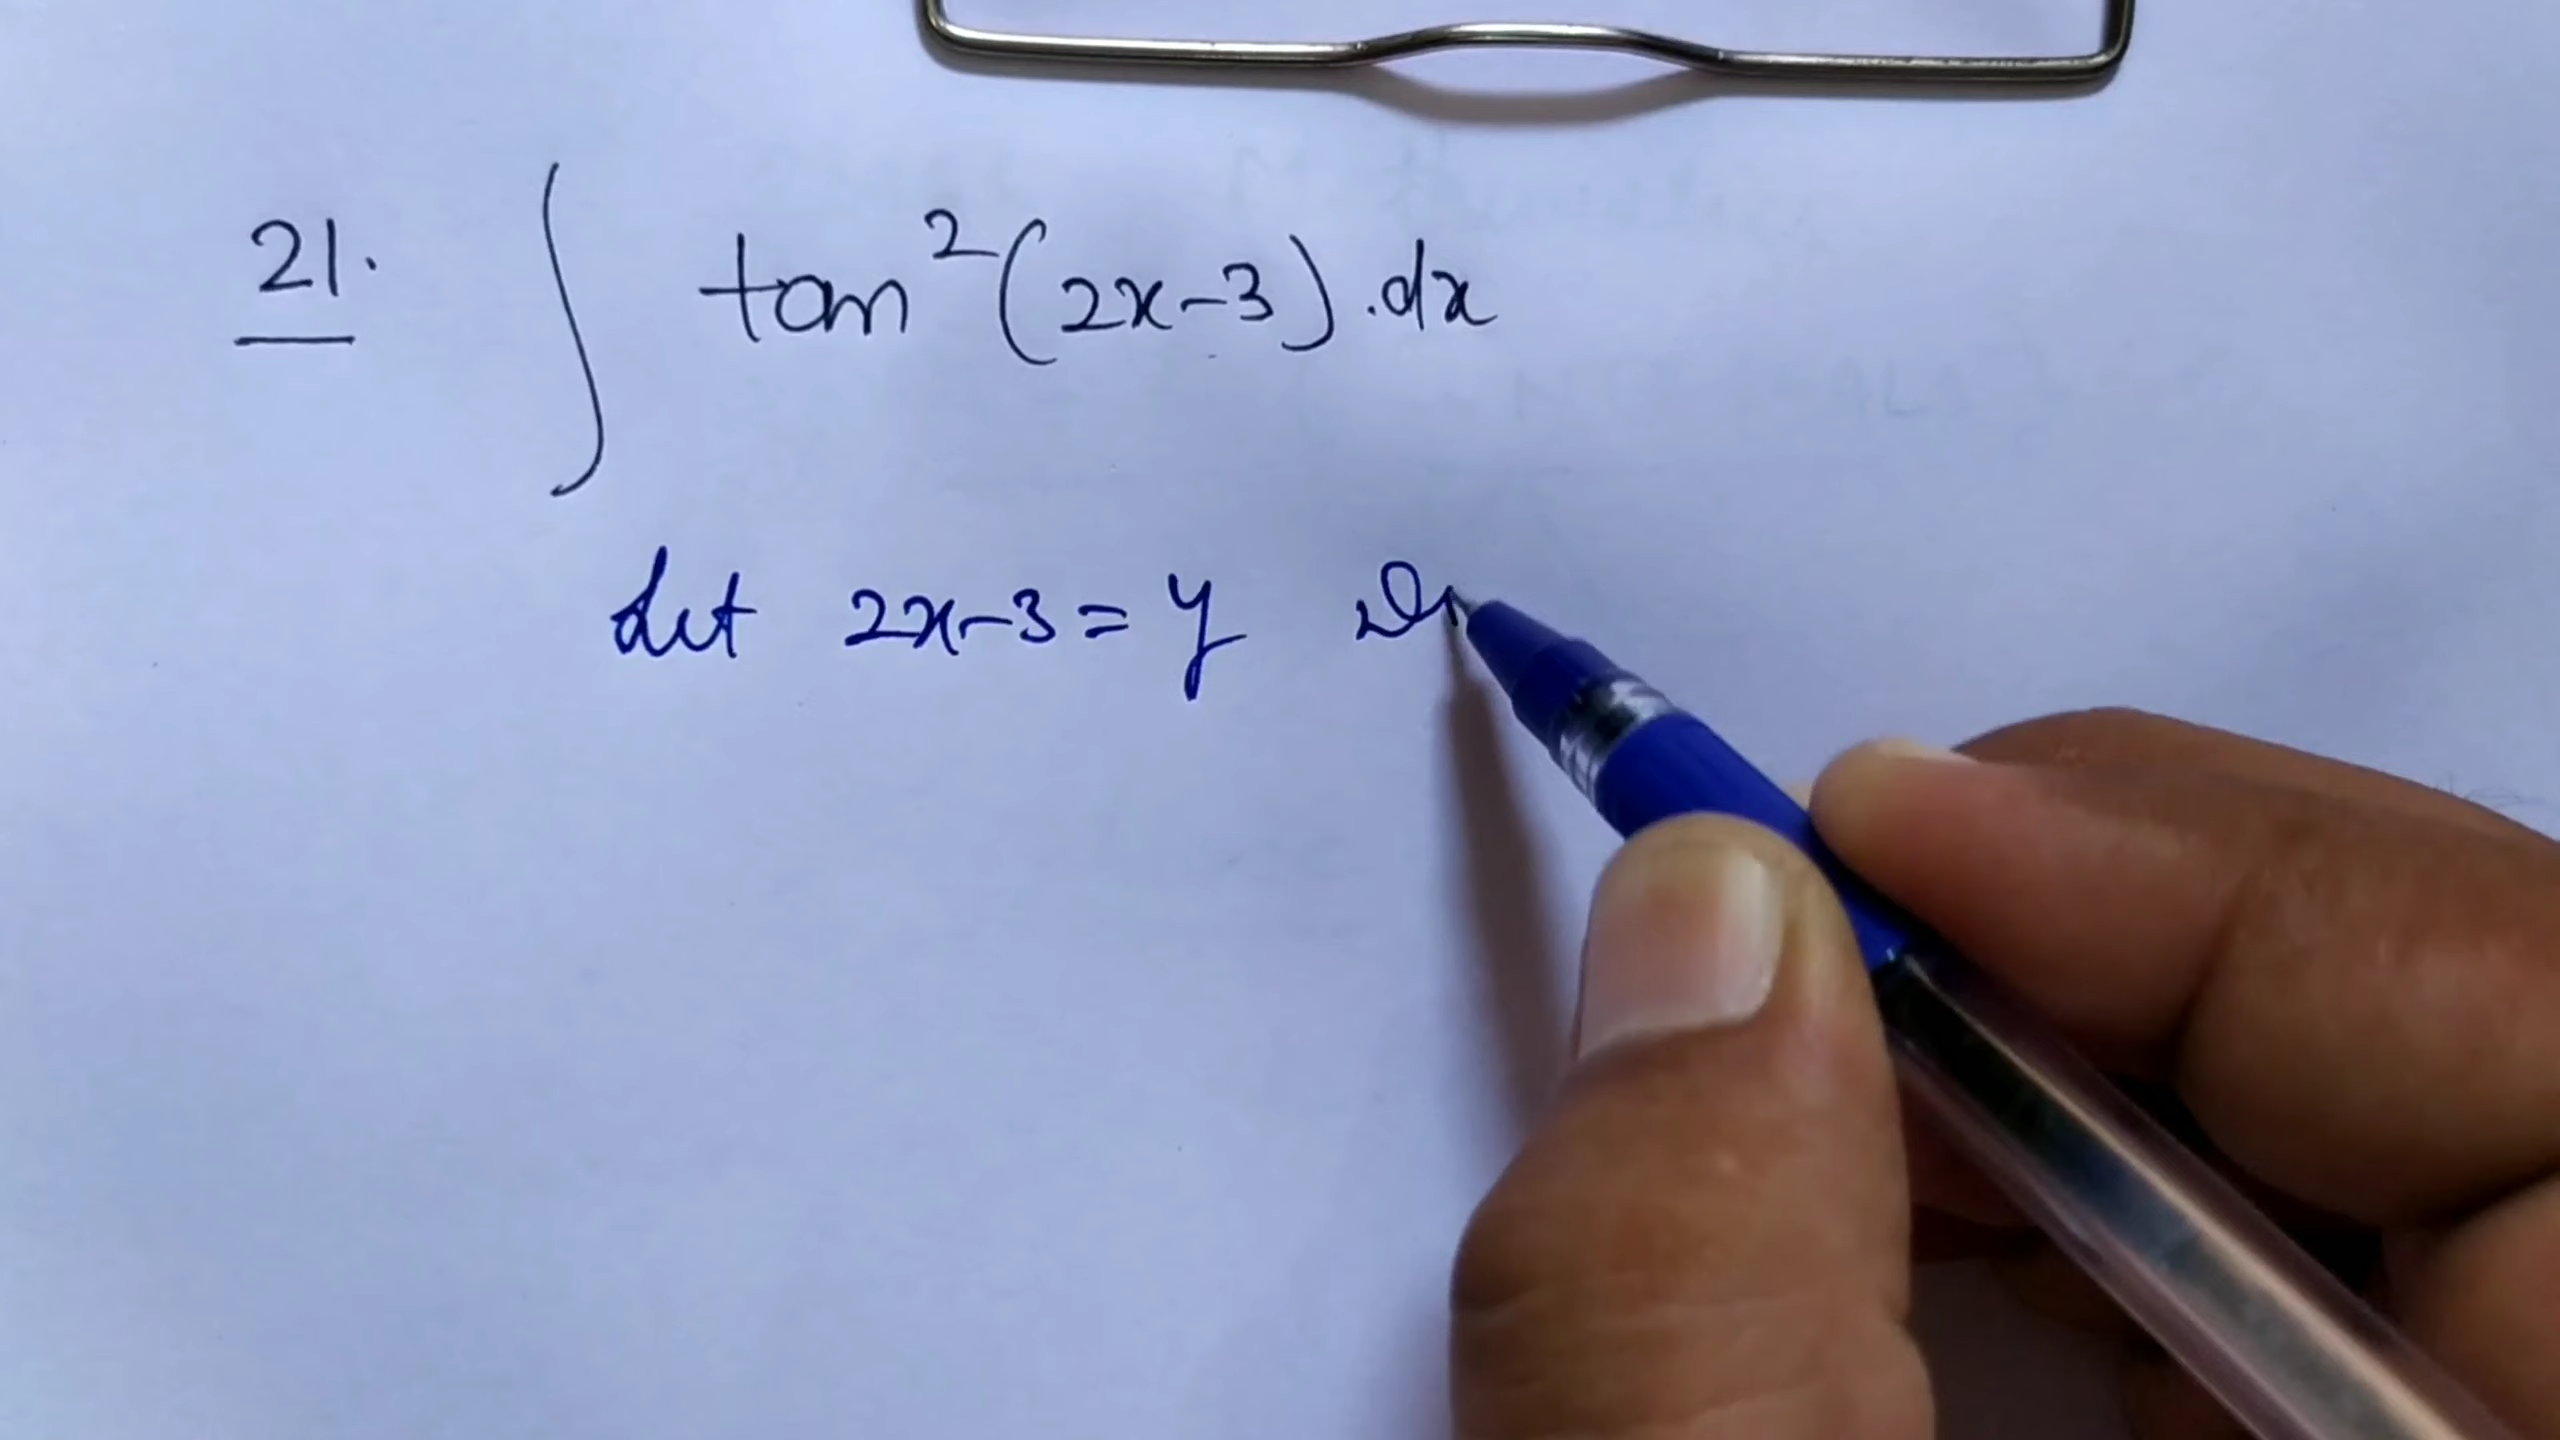 21. ∫ tan²(2x-3).dx
Let 2x-3 = y